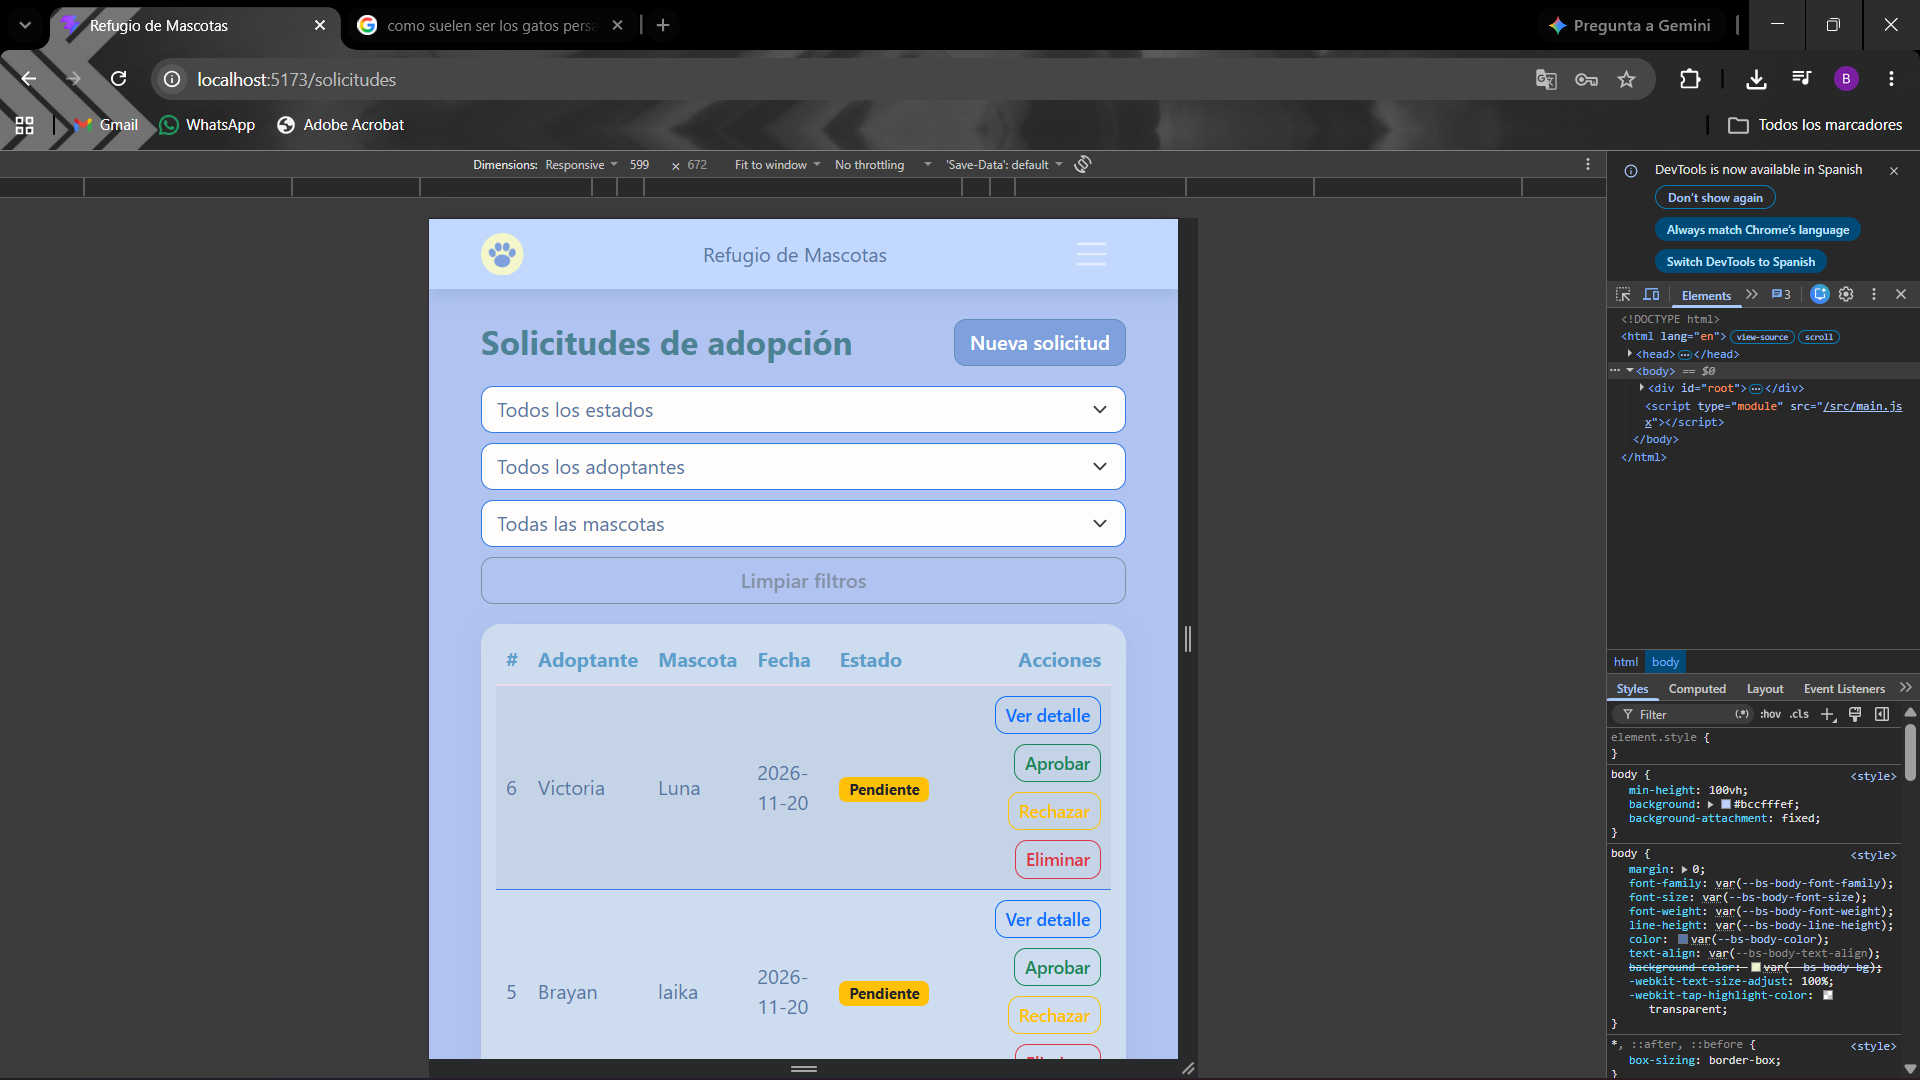 Refugio de Mascotas
como suelen ser los gatos persa
Pregunta a Gemini
localhost:5173/solicitudes
B
Gmail
WhatsApp
Adobe Acrobat
Todos los marcadores
Dimensions: Responsive 599 × 672 Fit to window No throttling 'Save-Data': default
DevTools is now available in Spanish
Don't show again
Always match Chrome's language
Switch DevTools to Spanish
Elements 3
<!DOCTYPE html>
<html lang="en"> view-source scroll
<head> ⋯ </head>
⋯ <body> == $0
<div id="root"> ⋯ </div>
<script type="module" src="/src/main.js
x"></script>
</body>
</html>
html body
Styles Computed Layout Event Listeners
Filter (.*) :hov .cls
element.style {
}
body { <style>
min-height: 100vh;
background: #bccfffef;
background-attachment: fixed;
}
body { <style>
margin: 0;
font-family: var(--bs-body-font-family);
font-size: var(--bs-body-font-size);
font-weight: var(--bs-body-font-weight);
line-height: var(--bs-body-line-height);
color: var(--bs-body-color);
text-align: var(--bs-body-text-align);
background-color: var(--bs-body-bg);
-webkit-text-size-adjust: 100%;
-webkit-tap-highlight-color:
transparent;
}
*, ::after, ::before { <style>
box-sizing: border-box;
}
Refugio de Mascotas
Solicitudes de adopción
Nueva solicitud
Todos los estados
Todos los adoptantes
Todas las mascotas
Limpiar filtros
# Adoptante Mascota Fecha Estado Acciones
6 Victoria Luna 2026-
11-20 Pendiente
Ver detalle
Aprobar
Rechazar
Eliminar
5 Brayan laika 2026-
11-20 Pendiente
Ver detalle
Aprobar
Rechazar
Eliminar